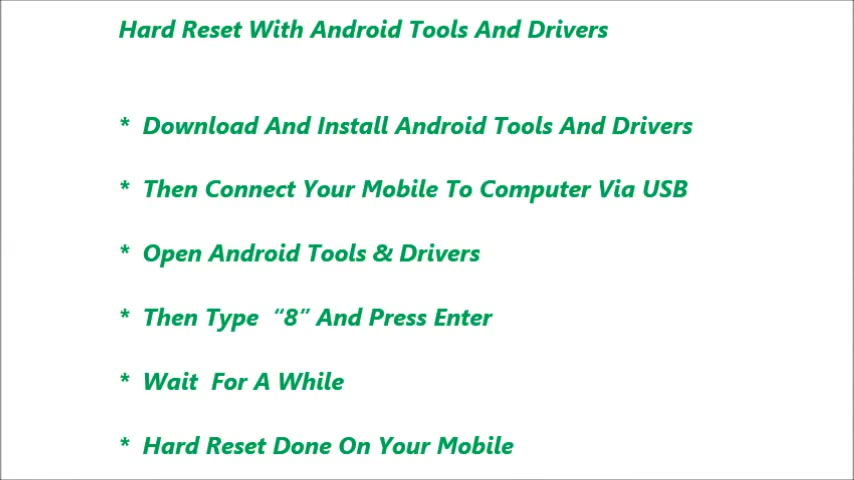 Hard Reset With Android Tools And Drivers
* Download And Install Android Tools And Drivers
* Then Connect Your Mobile To Computer Via USB
* Open Android Tools & Drivers
* Then Type “8” And Press Enter
* Wait For A While
* Hard Reset Done On Your Mobile